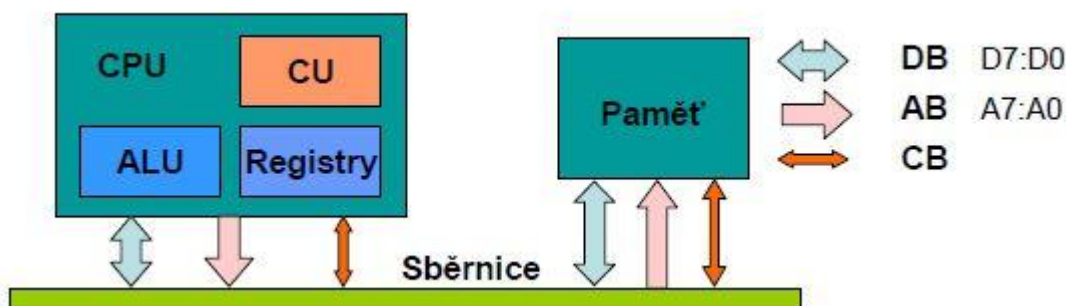 CPU
CU
ALU
Registry
Paměť
DB D7:D0
AB A7:A0
CB
Sběrnice